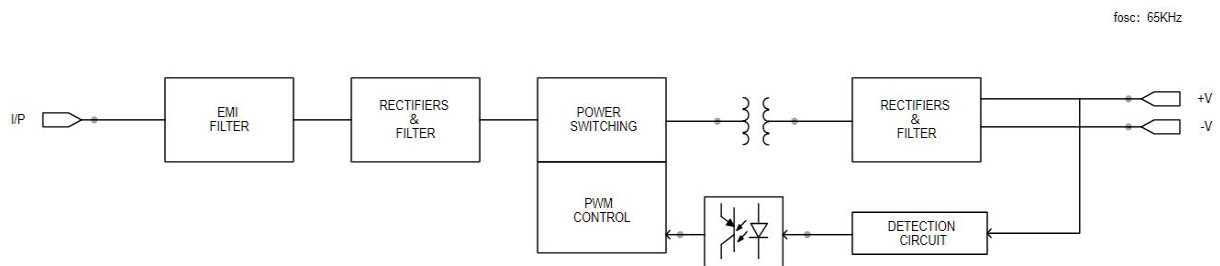 fosc: 65KHz
I/P
EMI
FILTER
RECTIFIERS
&
FILTER
POWER
SWITCHING
RECTIFIERS
&
FILTER
+V
-V
PWM
CONTROL
DETECTION
CIRCUIT